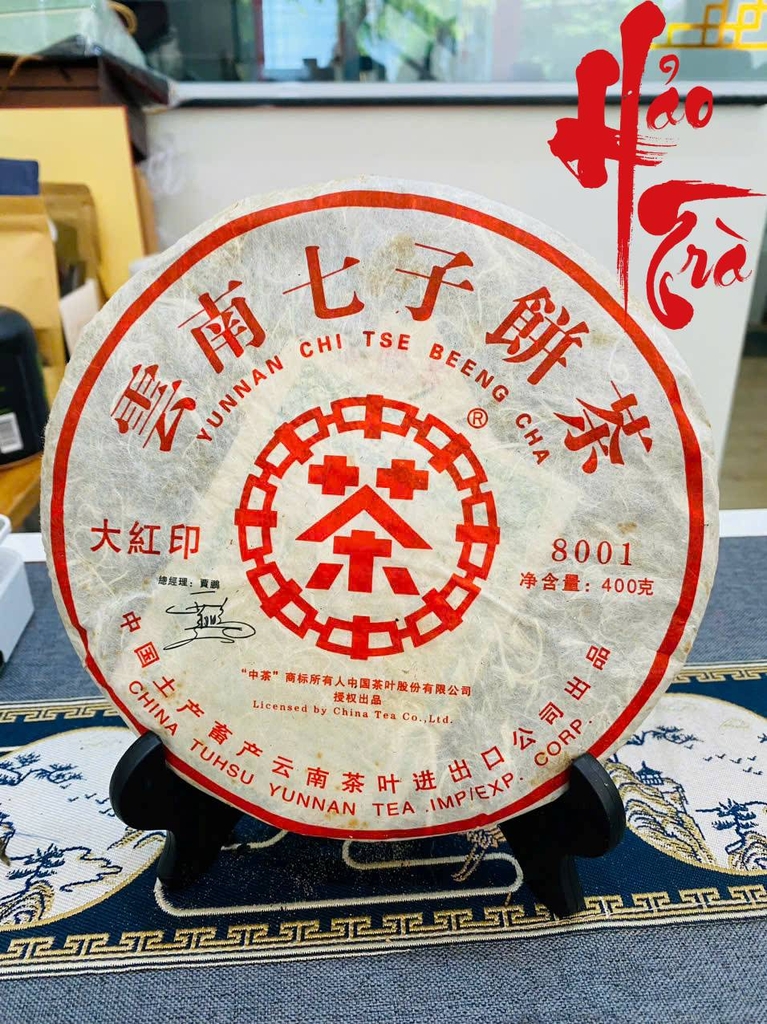 Hảo
Trà
雲南七子餅茶
YUNNAN CHI TSE BEENG CHA
®
茶
大紅印
8001
净含量：400克
總經理：賈鵬
“中茶”商标所有人中国茶叶股份有限公司
授权出品
Licensed by China Tea Co.,Ltd.
中国土产畜产云南茶叶进出口公司出品
CHINA TUHSU YUNNAN TEA .IMP/EXP. CORP.